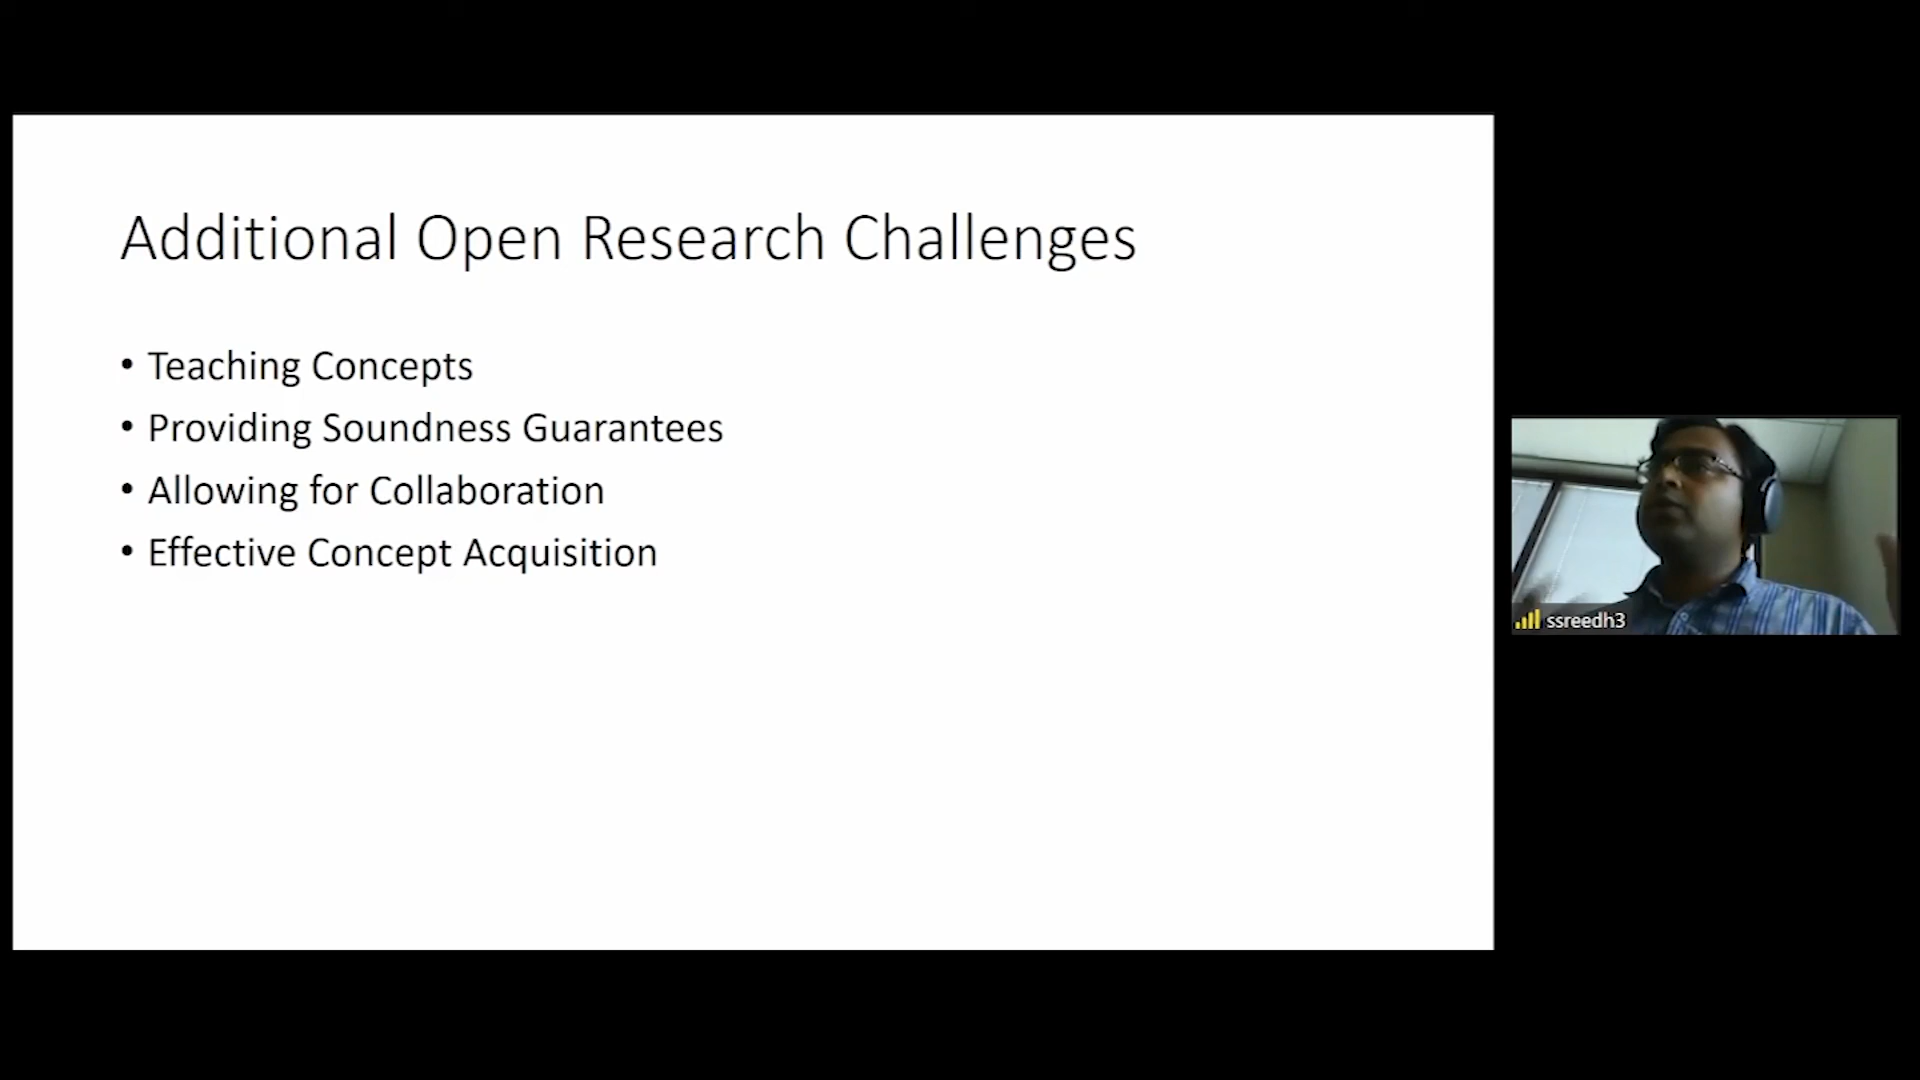 Additional Open Research Challenges
• Teaching Concepts
• Providing Soundness Guarantees
• Allowing for Collaboration
• Effective Concept Acquisition
ssreedh3